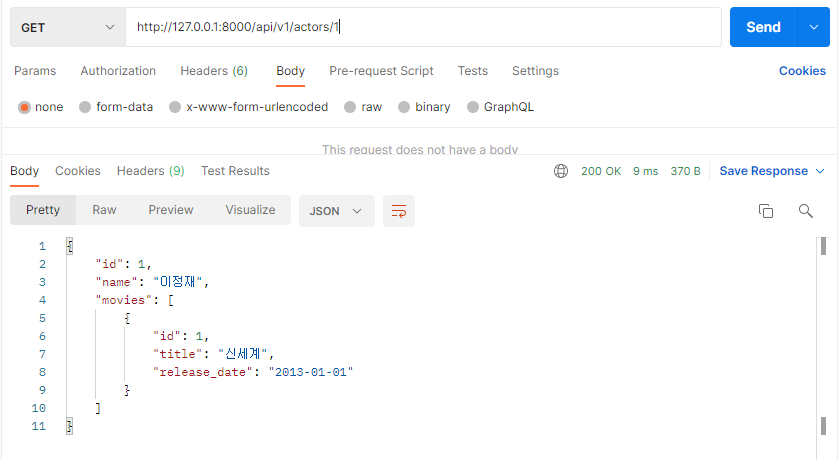 GET http://127.0.0.1:8000/api/v1/actors/1 Send
Params Authorization Headers (6) Body Pre-request Script Tests Settings Cookies
none form-data x-www-form-urlencoded raw binary GraphQL
This request does not have a body
Body Cookies Headers (9) Test Results 200 OK 9 ms 370 B Save Response
Pretty Raw Preview Visualize JSON
1 {
2 "id": 1,
3 "name": "이정재",
4 "movies": [
5 {
6 "id": 1,
7 "title": "신세계",
8 "release_date": "2013-01-01"
9 }
10 ]
11 }